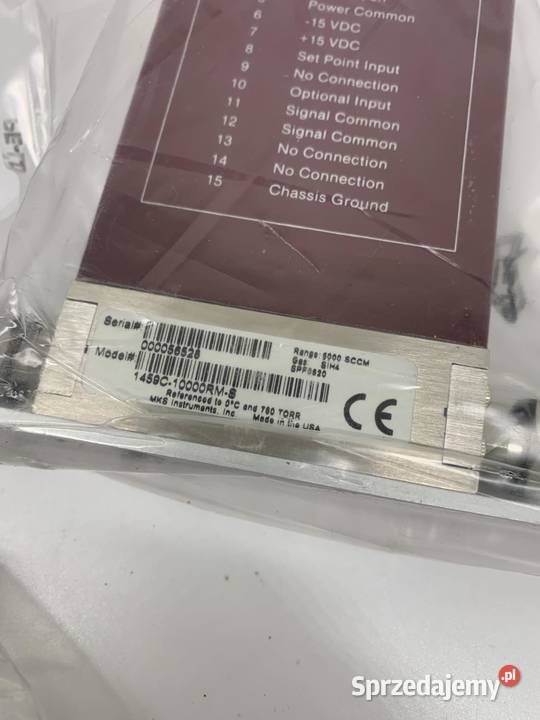 6 Power Common
7 -15 VDC
8 +15 VDC
9 Set Point Input
10 No Connection
11 Optional Input
12 Signal Common
13 Signal Common
14 No Connection
15 No Connection
Chassis Ground
Serial#
000056526
Range: 5000 SCCM
Gas: SiH4
SPF3620
Model#
1459C-10000RM-S
Referenced to 0°C and 760 TORR
MKS Instruments, Inc. Made in the USA
CE
Sprzedajemy.pl